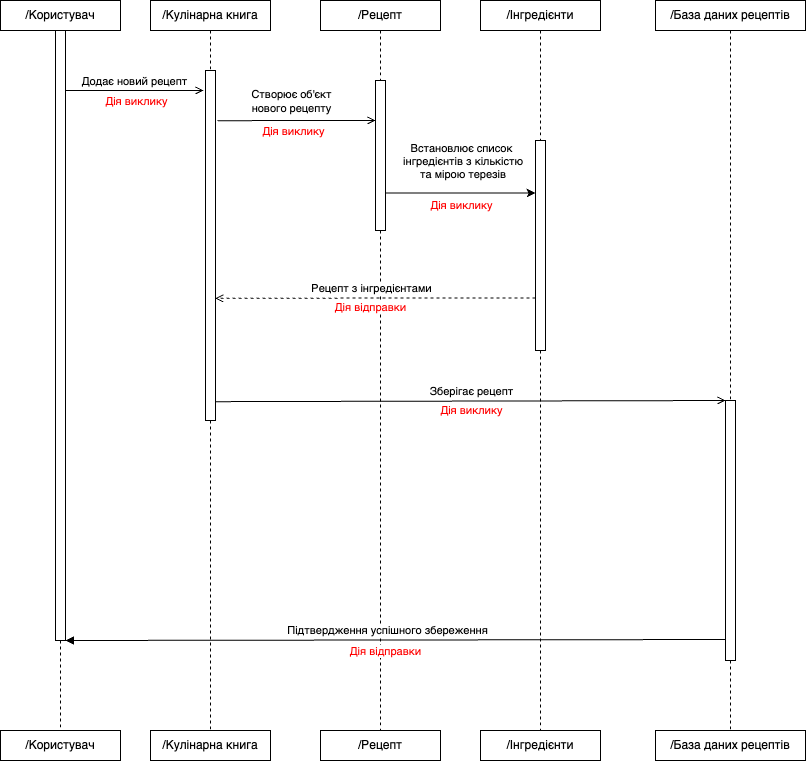 /Користувач
/Кулінарна книга
/Рецепт
/Інгредієнти
/База даних рецептів
Додає новий рецепт
Дія виклику
Створює об'єкт
нового рецепту
Дія виклику
Встановлює список
інгредієнтів з кількістю
та мірою терезів
Дія виклику
Рецепт з інгредієнтами
Дія відправки
Зберігає рецепт
Дія виклику
Підтвердження успішного збереження
Дія відправки
/Користувач
/Кулінарна книга
/Рецепт
/Інгредієнти
/База даних рецептів